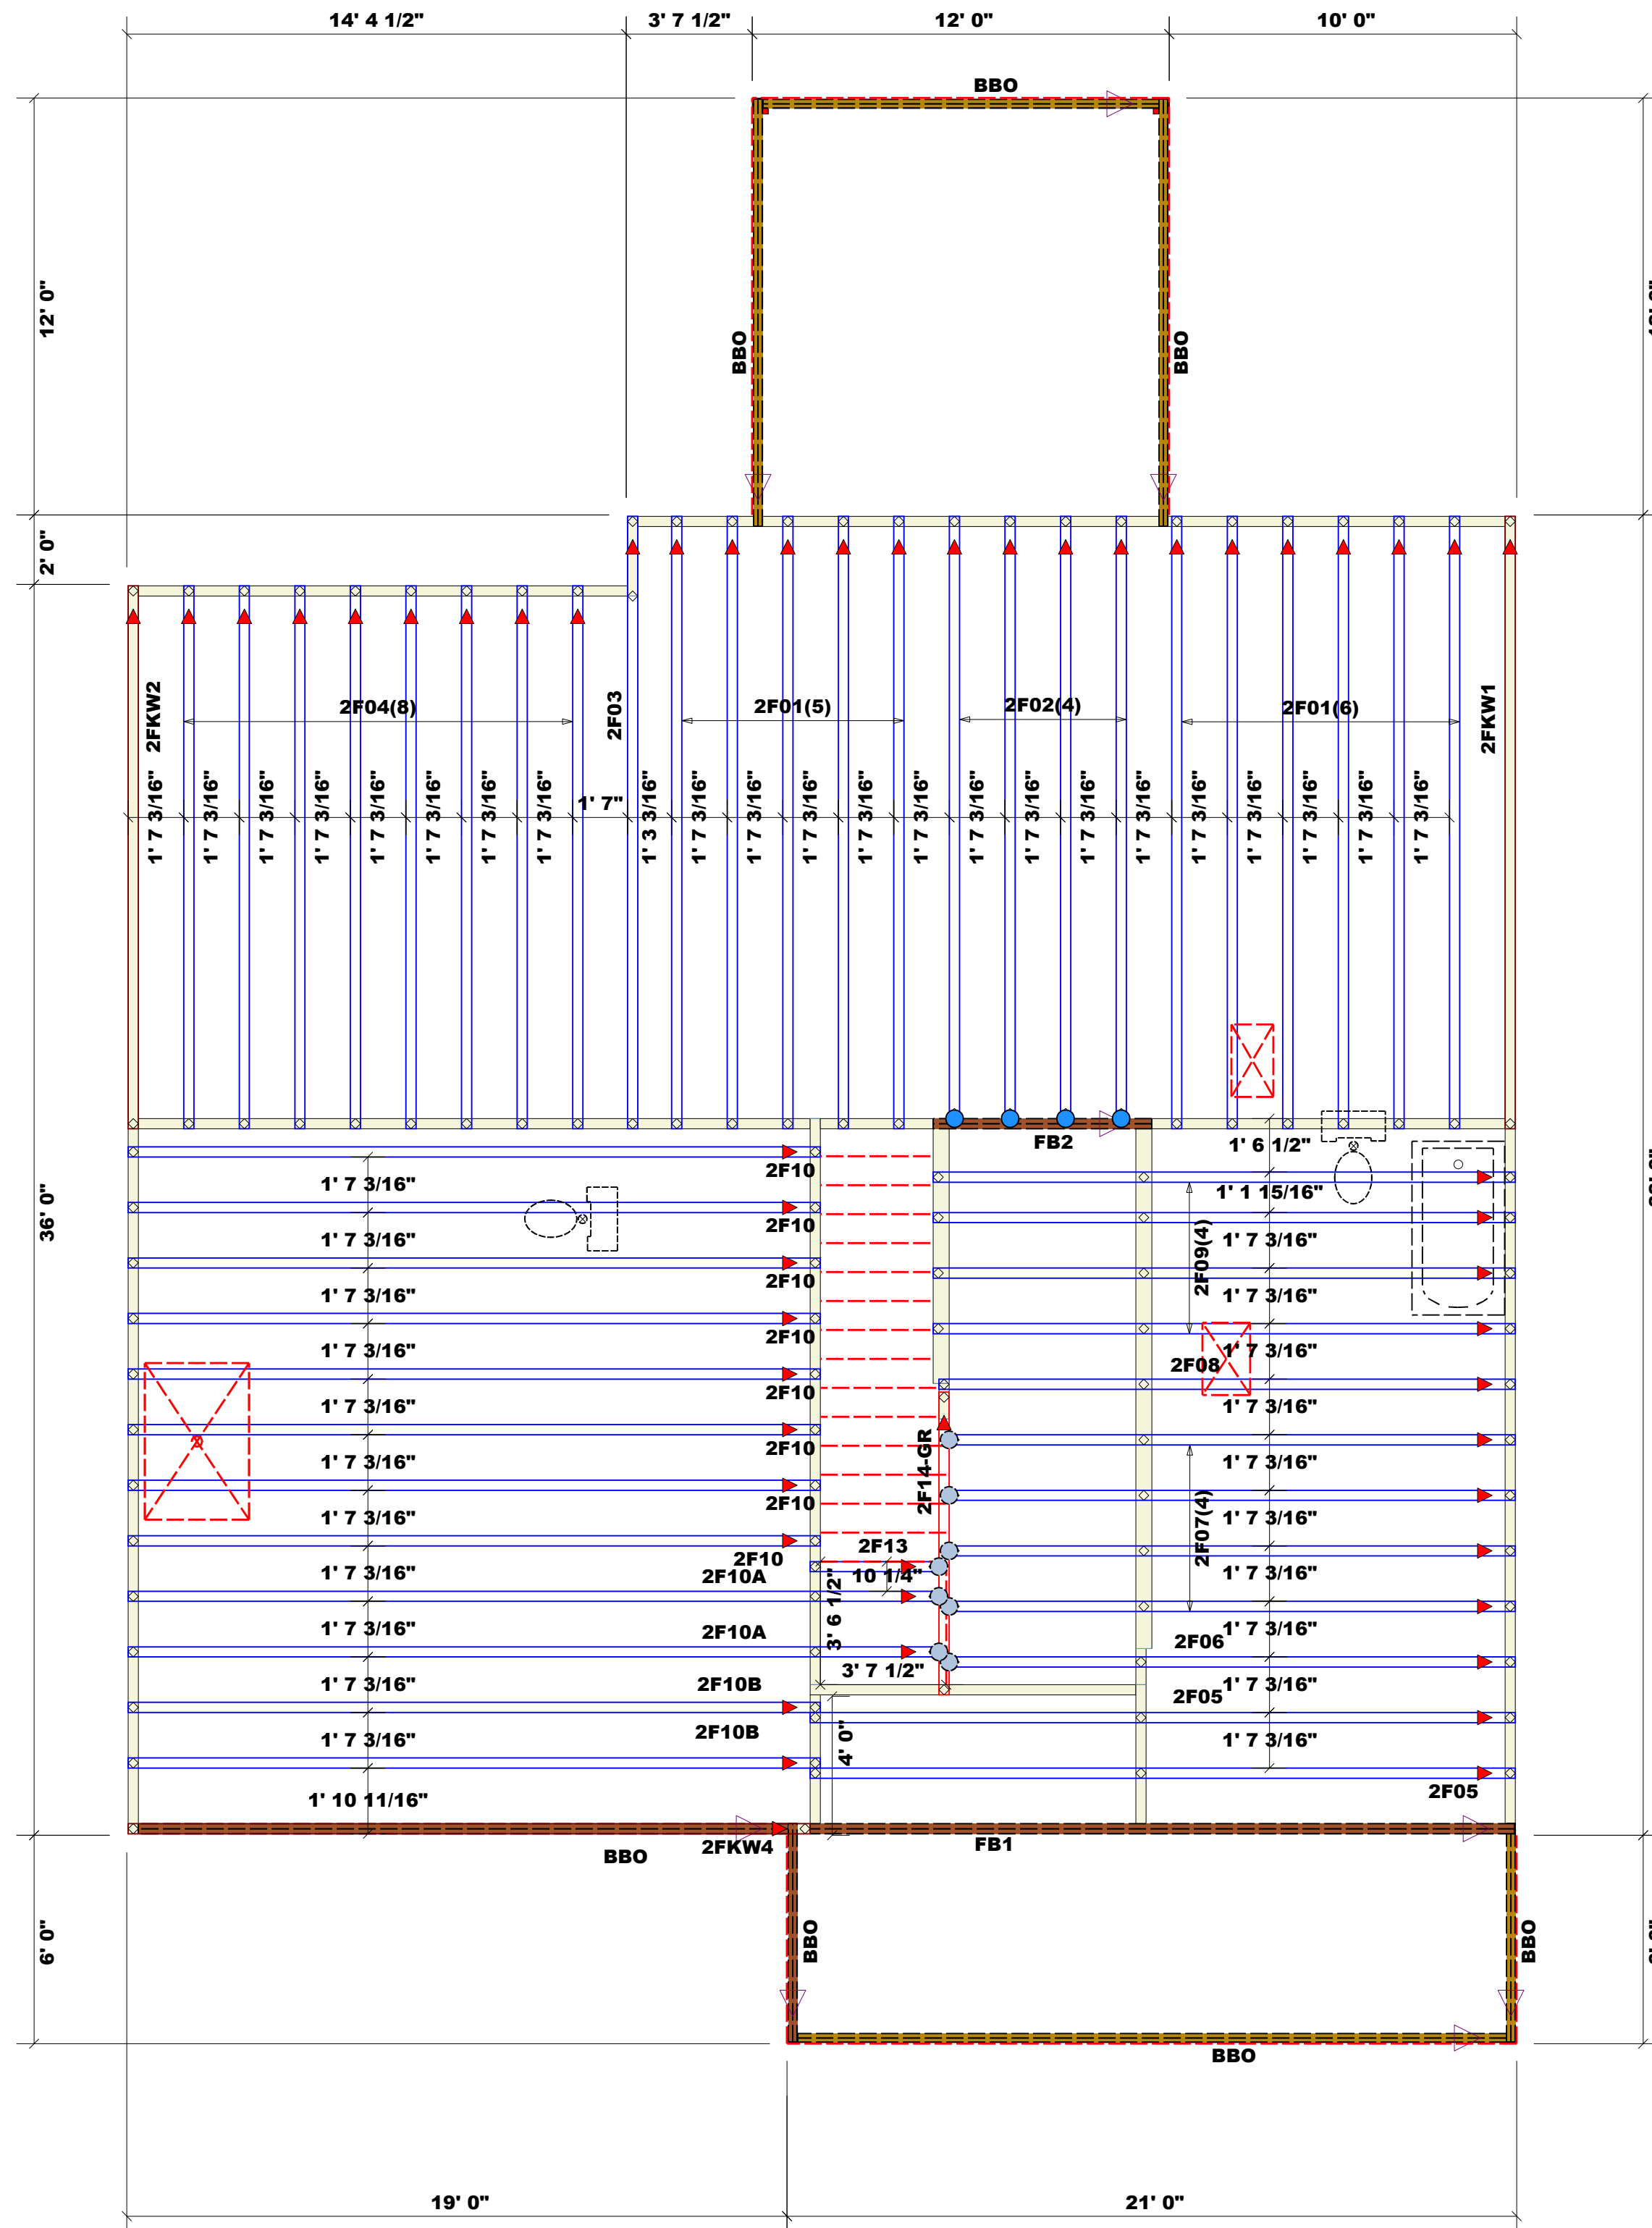 14' 4 1/2"
3' 7 1/2"
12' 0"
10' 0"
BBO
12' 0"
BBO
BBO
2' 0"
2FKW2
2F04(8)
2F03
2F01(5)
2F02(4)
2F01(6)
2FKW1
1' 7 3/16"
1' 7 3/16"
1' 7 3/16"
1' 7 3/16"
1' 7 3/16"
1' 7 3/16"
1' 7 3/16"
1' 7 3/16"
1' 7"
1' 3 3/16"
1' 7 3/16"
1' 7 3/16"
1' 7 3/16"
1' 7 3/16"
1' 7 3/16"
1' 7 3/16"
1' 7 3/16"
1' 7 3/16"
1' 7 3/16"
1' 7 3/16"
1' 7 3/16"
1' 7 3/16"
1' 7 3/16"
1' 7 3/16"
36' 0"
FB2
1' 6 1/2"
2F10
1' 7 3/16"
1' 1 15/16"
2F10
1' 7 3/16"
1' 7 3/16"
2F09(4)
2F10
1' 7 3/16"
1' 7 3/16"
2F10
1' 7 3/16"
1' 7 3/16"
2F08
2F10
1' 7 3/16"
1' 7 3/16"
2F10
1' 7 3/16"
1' 7 3/16"
2F14-GR
2F10
1' 7 3/16"
1' 7 3/16"
2F07(4)
2F13
2F10
2F10A
10 1/4"
1' 7 3/16"
1' 7 3/16"
3' 6 1/2"
2F10A
1' 7 3/16"
1' 7 3/16"
2F06
3' 7 1/2"
2F10B
1' 7 3/16"
2F05
1' 7 3/16"
2F10B
1' 7 3/16"
4' 0"
1' 7 3/16"
2F05
1' 10 11/16"
2FKW4
FB1
BBO
6' 0"
BBO
BBO
BBO
19' 0"
21' 0"